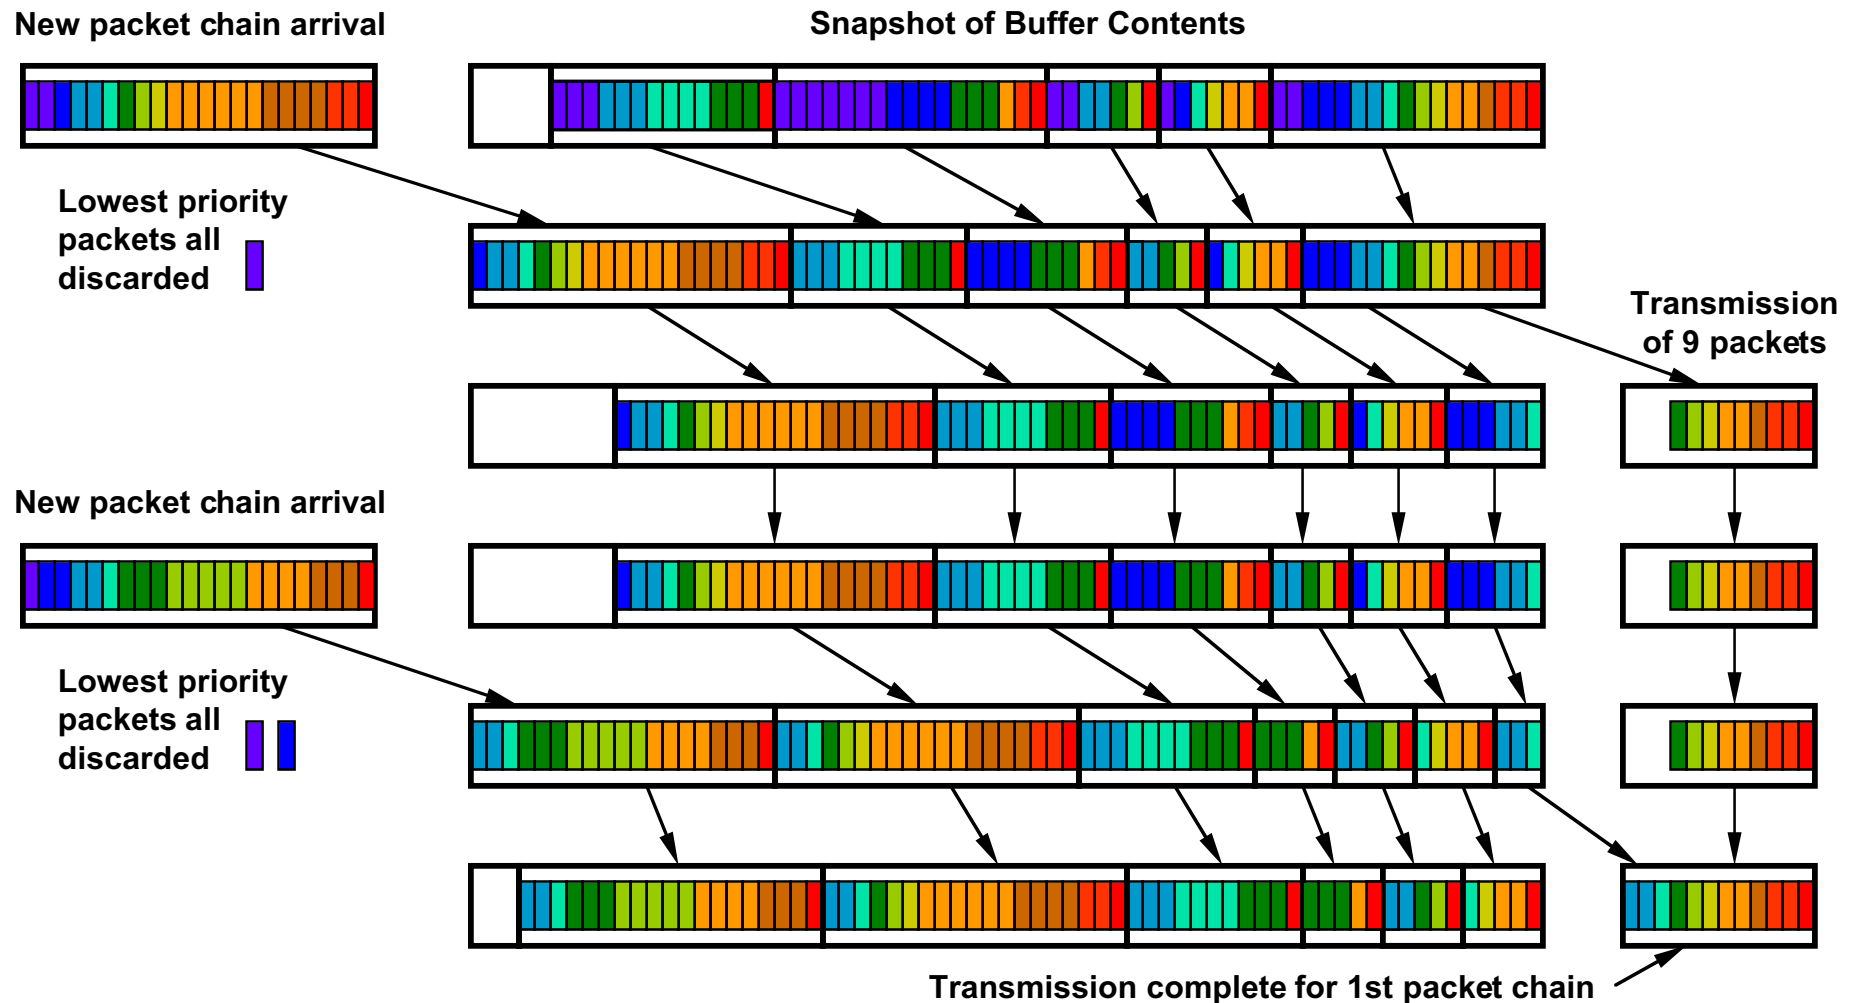 New packet chain arrival
Snapshot of Buffer Contents
Lowest priority
packets all
discarded
Transmission
of 9 packets
New packet chain arrival
Lowest priority
packets all
discarded
Transmission complete for 1st packet chain